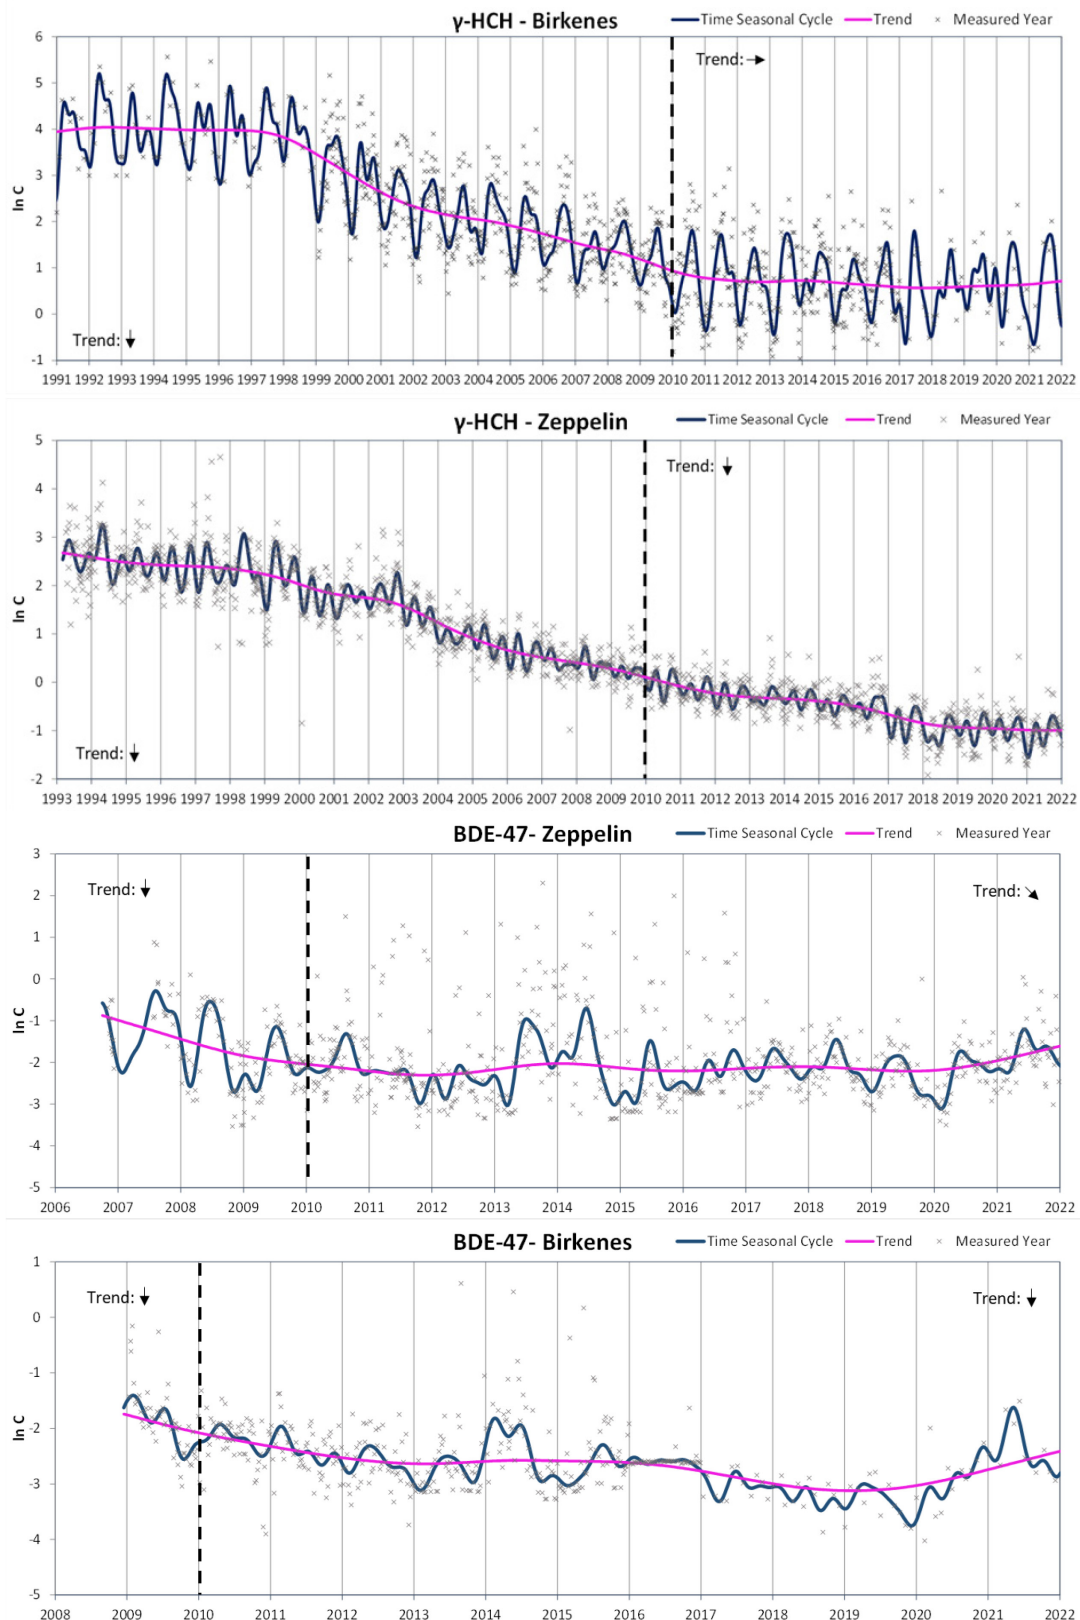 γ-HCH - Birkenes
Time Seasonal Cycle Trend × Measured Year
6
5
4
3
2
1
0
-1
ln C
Trend: →
Trend: ↓
1991 1992 1993 1994 1995 1996 1997 1998 1999 2000 2001 2002 2003 2004 2005 2006 2007 2008 2009 2010 2011 2012 2013 2014 2015 2016 2017 2018 2019 2020 2021 2022
γ-HCH - Zeppelin
Time Seasonal Cycle Trend × Measured Year
5
4
3
2
1
0
-1
-2
ln C
Trend: ↓
Trend: ↓
1993 1994 1995 1996 1997 1998 1999 2000 2001 2002 2003 2004 2005 2006 2007 2008 2009 2010 2011 2012 2013 2014 2015 2016 2017 2018 2019 2020 2021 2022
BDE-47- Zeppelin
Time Seasonal Cycle Trend × Measured Year
3
2
1
0
-1
-2
-3
-4
-5
ln C
Trend: ↓
Trend: ↘
2006 2007 2008 2009 2010 2011 2012 2013 2014 2015 2016 2017 2018 2019 2020 2021 2022
BDE-47- Birkenes
Time Seasonal Cycle Trend × Measured Year
1
0
-1
-2
-3
-4
-5
ln C
Trend: ↓
Trend: ↓
2008 2009 2010 2011 2012 2013 2014 2015 2016 2017 2018 2019 2020 2021 2022